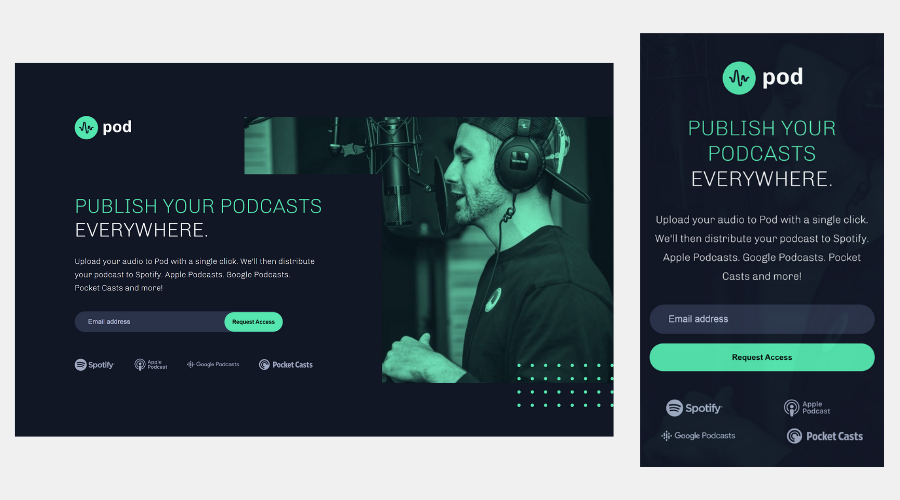 pod
PUBLISH YOUR PODCASTS
EVERYWHERE.
Upload your audio to Pod with a single click. We'll then distribute
your podcast to Spotify. Apple Podcasts. Google Podcasts.
Pocket Casts and more!
Email address
Request Access
Spotify
Apple
Podcast
Google Podcasts
Pocket Casts
pod
PUBLISH YOUR
PODCASTS
EVERYWHERE.
Upload your audio to Pod with a single click.
We'll then distribute your podcast to Spotify.
Apple Podcasts. Google Podcasts. Pocket
Casts and more!
Email address
Request Access
Spotify
Apple
Podcast
Google Podcasts
Pocket Casts